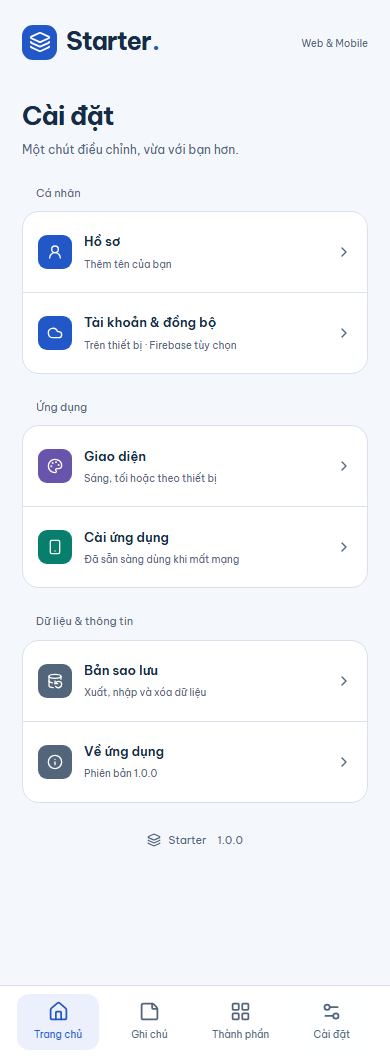 Starter.
Web & Mobile
Cài đặt
Một chút điều chỉnh, vừa với bạn hơn.
Cá nhân
Hồ sơ
Thêm tên của bạn
Tài khoản & đồng bộ
Trên thiết bị · Firebase tùy chọn
Ứng dụng
Giao diện
Sáng, tối hoặc theo thiết bị
Cài ứng dụng
Đã sẵn sàng dùng khi mất mạng
Dữ liệu & thông tin
Bản sao lưu
Xuất, nhập và xóa dữ liệu
Về ứng dụng
Phiên bản 1.0.0
Starter 1.0.0
Trang chủ
Ghi chú
Thành phần
Cài đặt